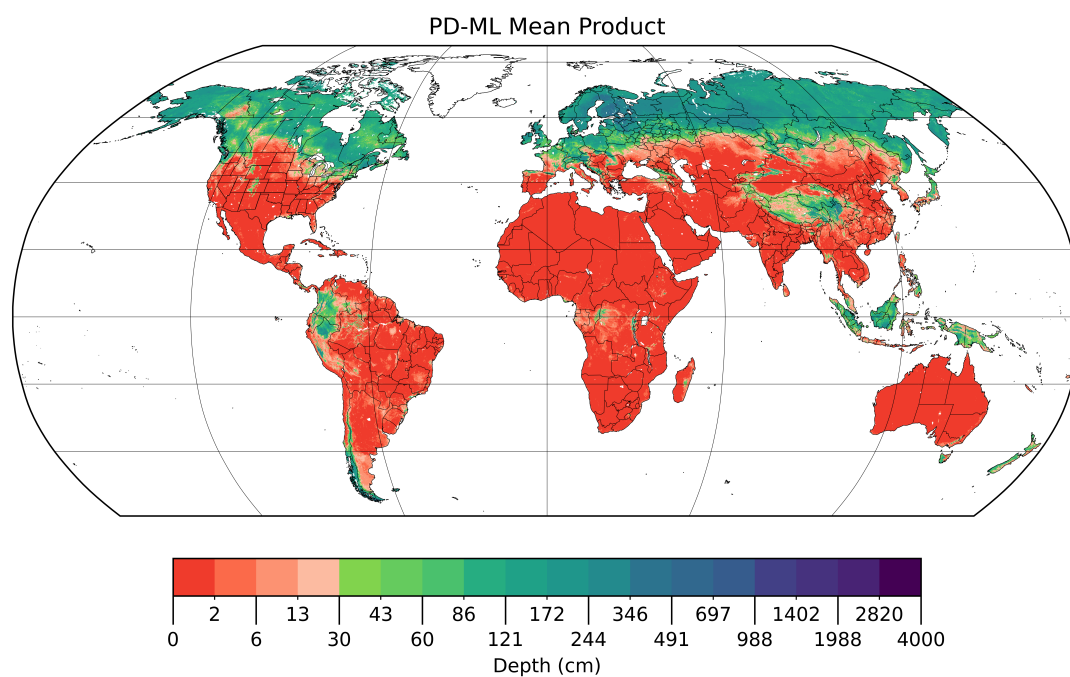 PD-ML Mean Product
2 13 43 86 172 346 697 1402 2820
0 6 30 60 121 244 491 988 1988 4000
Depth (cm)